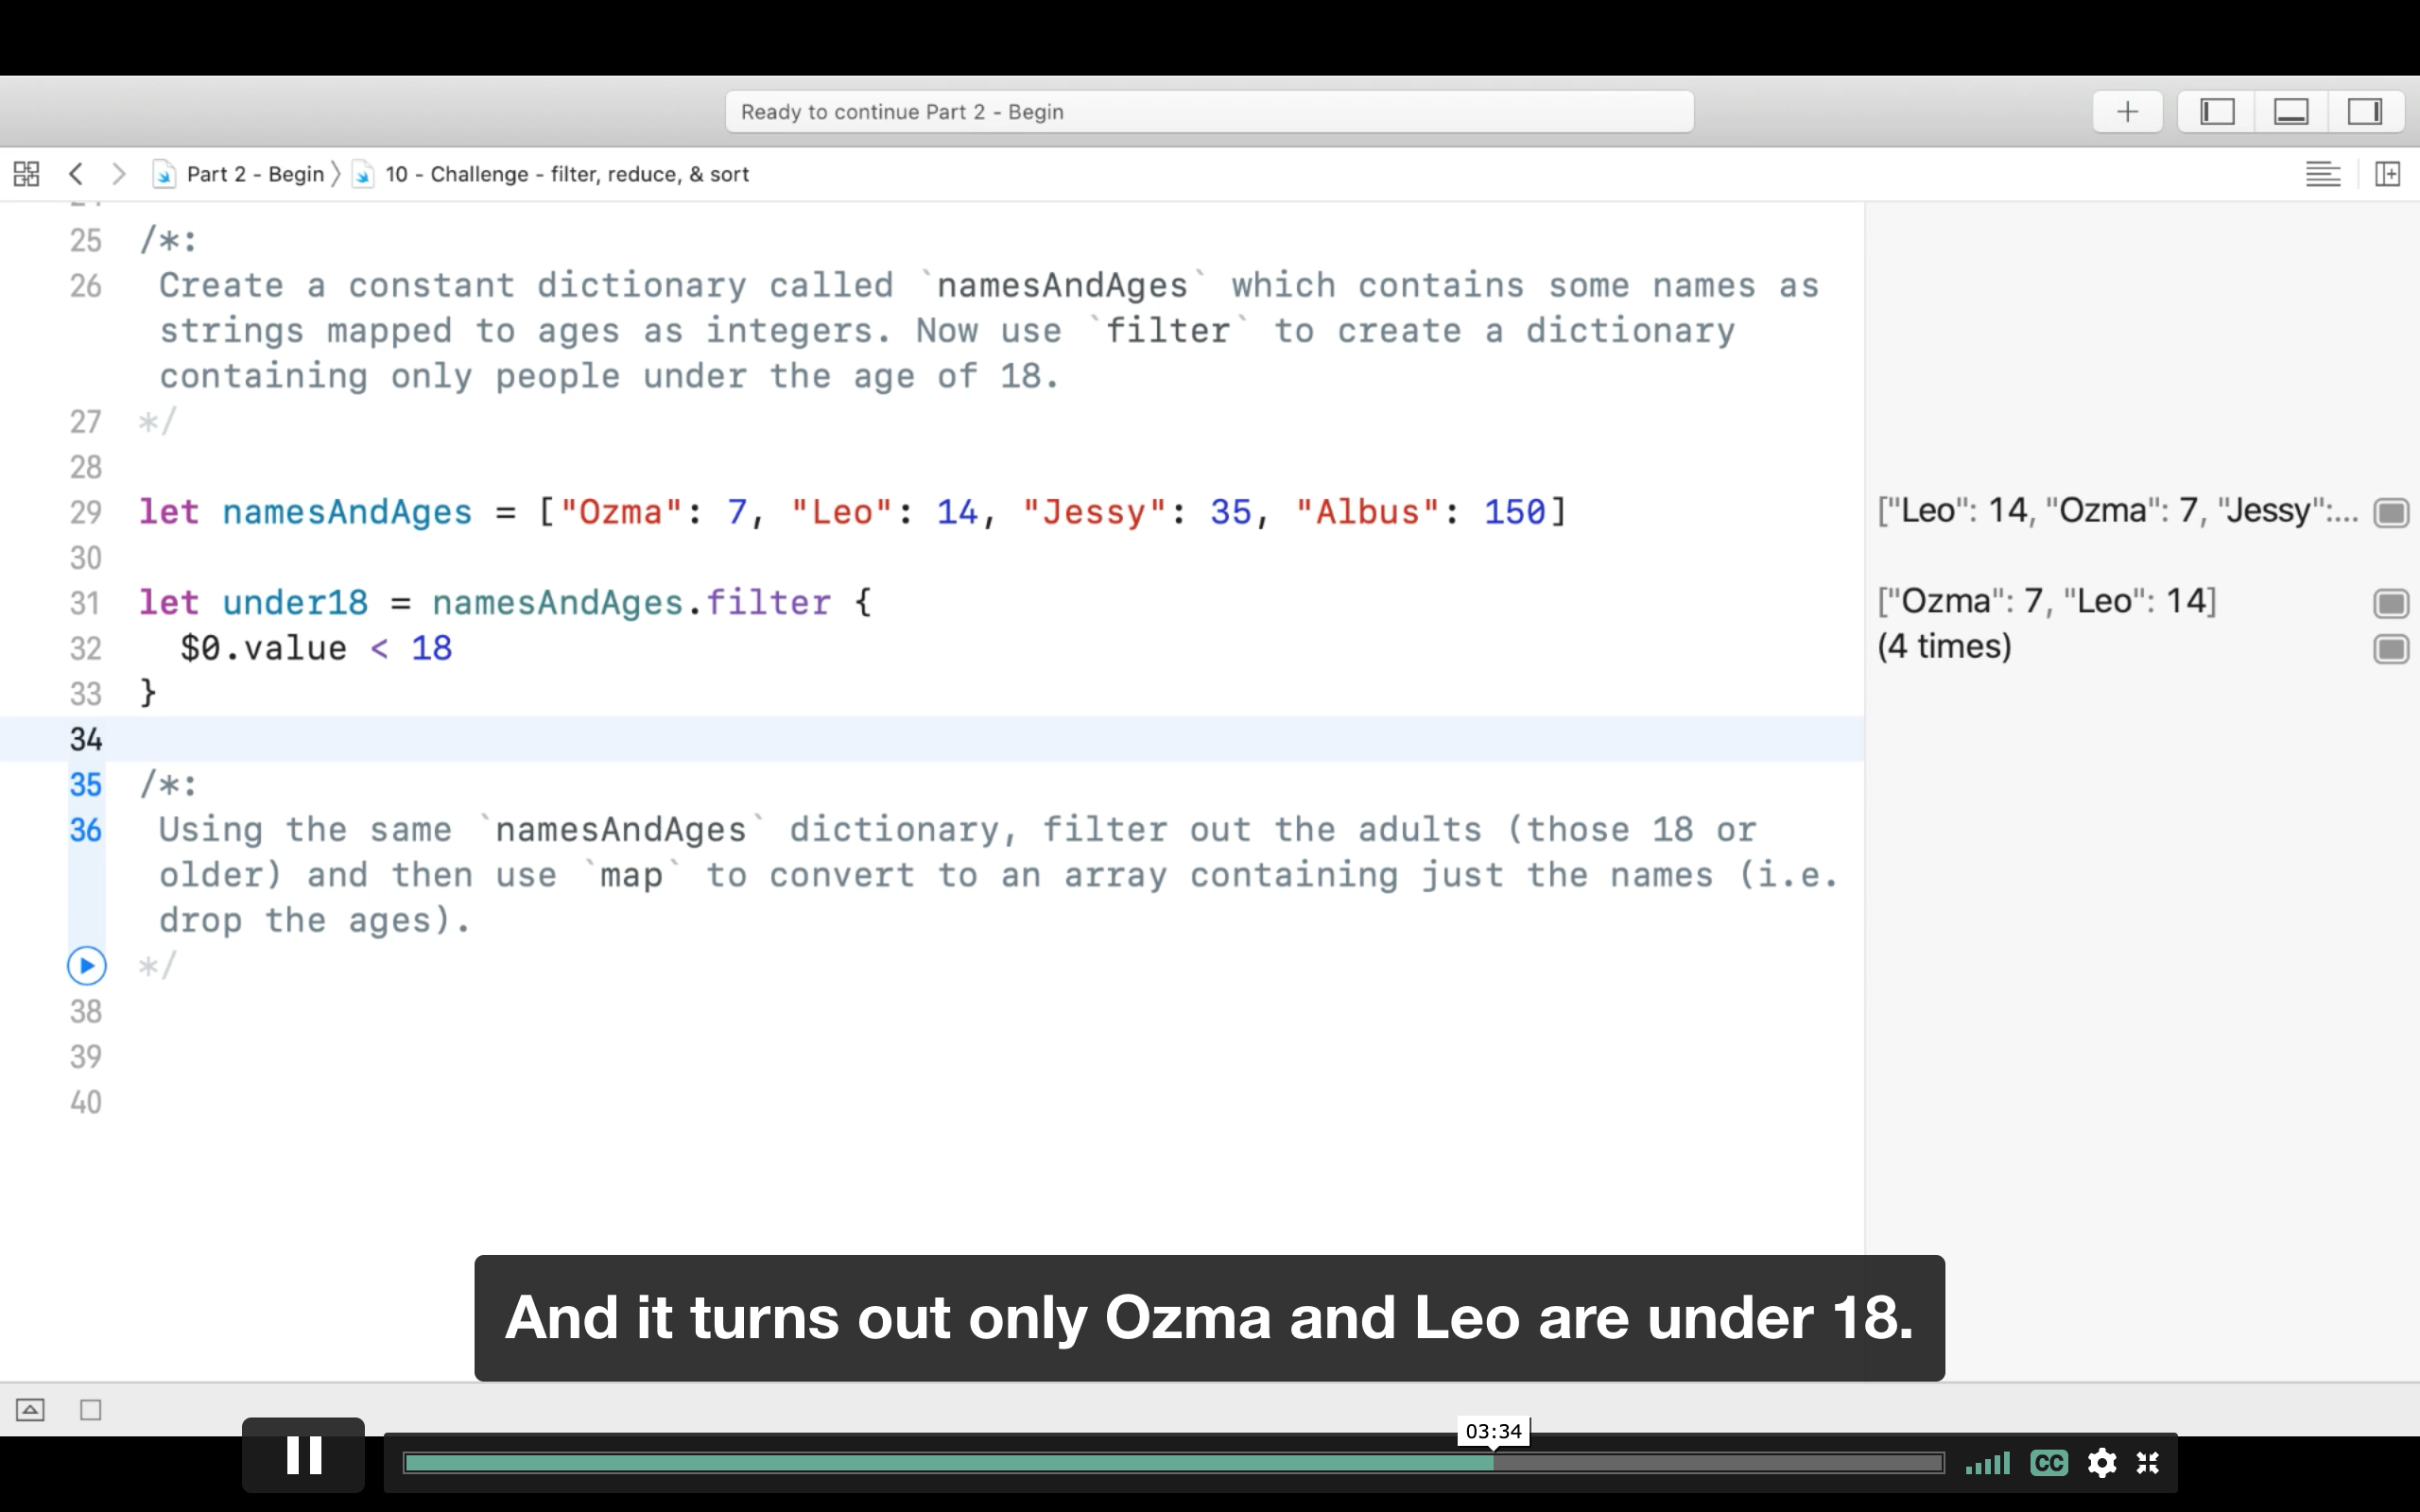 Ready to continue Part 2 - Begin
Part 2 - Begin 〉 10 - Challenge - filter, reduce, & sort
25 /*:
26 Create a constant dictionary called `namesAndAges` which contains some names as
strings mapped to ages as integers. Now use `filter` to create a dictionary
containing only people under the age of 18.
27 */
28
29 let namesAndAges = ["Ozma": 7, "Leo": 14, "Jessy": 35, "Albus": 150] ["Leo": 14, "Ozma": 7, "Jessy":...
30
31 let under18 = namesAndAges.filter { ["Ozma": 7, "Leo": 14]
32 $0.value < 18 (4 times)
33 }
34
35 /*:
36 Using the same `namesAndAges` dictionary, filter out the adults (those 18 or
older) and then use `map` to convert to an array containing just the names (i.e.
drop the ages).
*/
38
39
40
And it turns out only Ozma and Leo are under 18.
03:34
CC